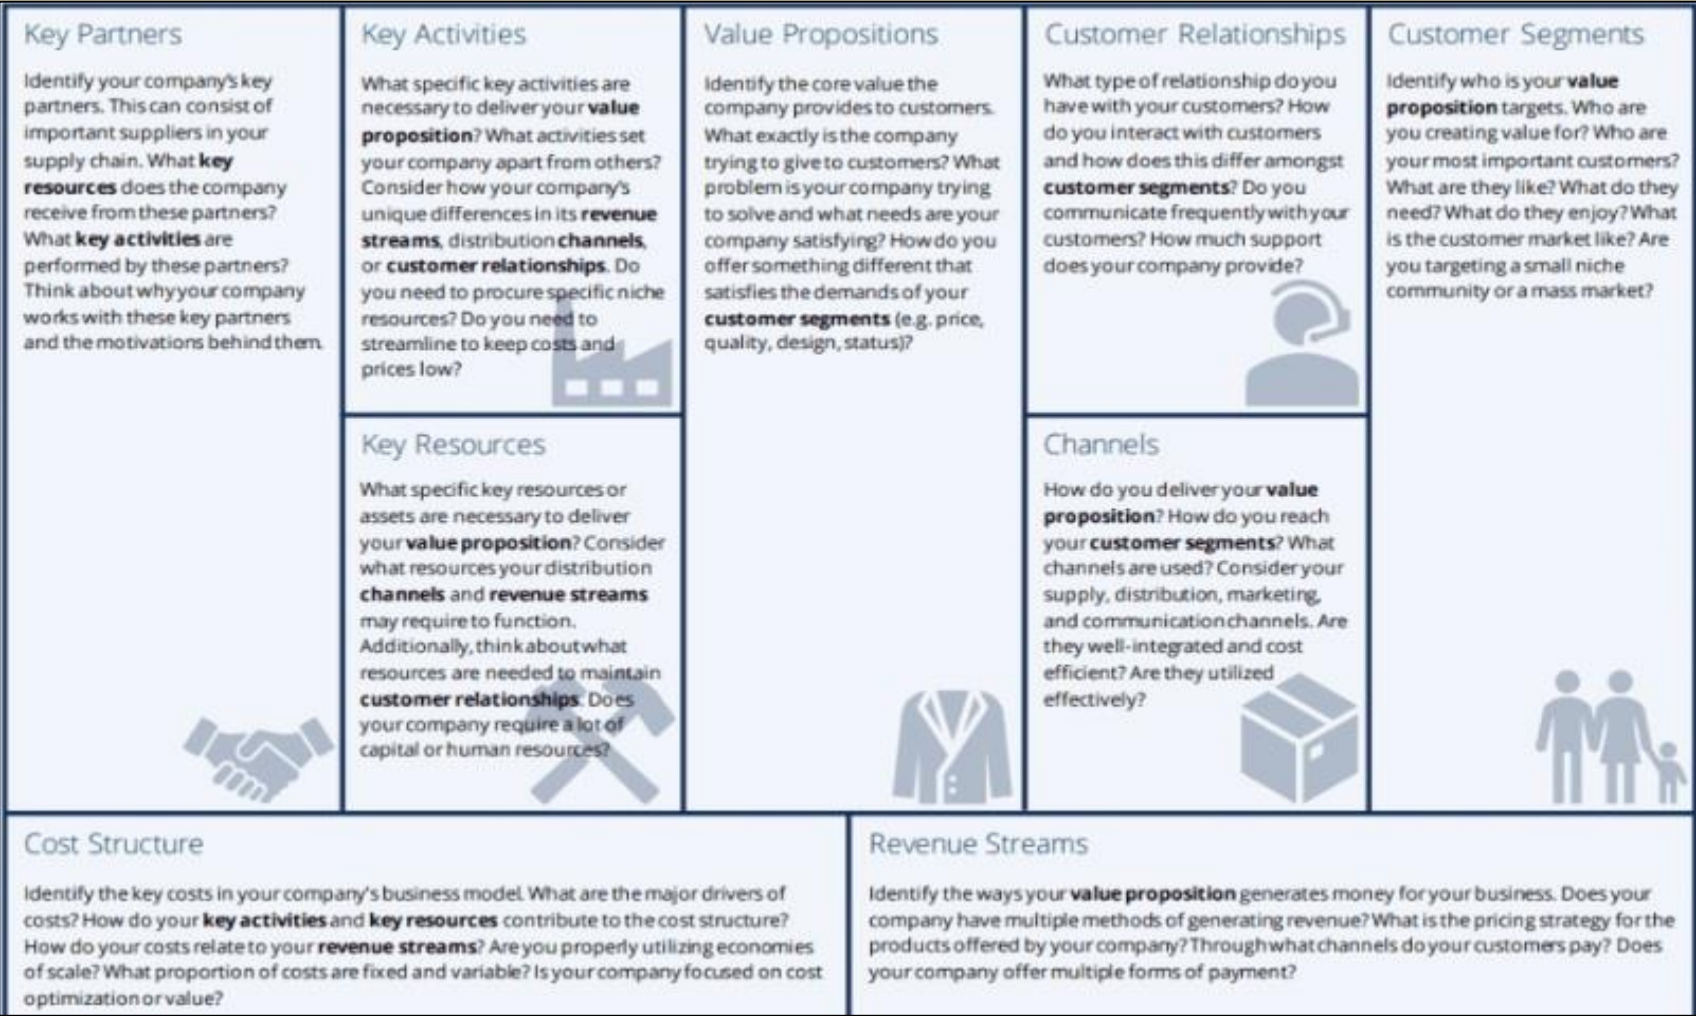 Key Partners
Identify your company's key
partners. This can consist of
important suppliers in your
supply chain. What key
resources does the company
receive from these partners?
What key activities are
performed by these partners?
Think about why your company
works with these key partners
and the motivations behind them.
Key Activities
What specific key activities are
necessary to deliver your value
proposition? What activities set
your company apart from others?
Consider how your company's
unique differences in its revenue
streams, distribution channels,
or customer relationships. Do
you need to procure specific niche
resources? Do you need to
streamline to keep costs and
prices low?
Key Resources
What specific key resources or
assets are necessary to deliver
your value proposition? Consider
what resources your distribution
channels and revenue streams
may require to function.
Additionally, think about what
resources are needed to maintain
customer relationships. Does
your company require a lot of
capital or human resources?
Value Propositions
Identify the core value the
company provides to customers.
What exactly is the company
trying to give to customers? What
problem is your company trying
to solve and what needs are your
company satisfying? How do you
offer something different that
satisfies the demands of your
customer segments (e.g. price,
quality, design, status)?
Customer Relationships
What type of relationship do you
have with your customers? How
do you interact with customers
and how does this differ amongst
customer segments? Do you
communicate frequently with your
customers? How much support
does your company provide?
Channels
How do you deliver your value
proposition? How do you reach
your customer segments? What
channels are used? Consider your
supply, distribution, marketing,
and communication channels. Are
they well-integrated and cost
efficient? Are they utilized
effectively?
Customer Segments
Identify who is your value
proposition targets. Who are
you creating value for? Who are
your most important customers?
What are they like? What do they
need? What do they enjoy? What
is the customer market like? Are
you targeting a small niche
community or a mass market?
Cost Structure
Identify the key costs in your company's business model. What are the major drivers of
costs? How do your key activities and key resources contribute to the cost structure?
How do your costs relate to your revenue streams? Are you properly utilizing economies
of scale? What proportion of costs are fixed and variable? Is your company focused on cost
optimization or value?
Revenue Streams
Identify the ways your value proposition generates money for your business. Does your
company have multiple methods of generating revenue? What is the pricing strategy for the
products offered by your company? Through what channels do your customers pay? Does
your company offer multiple forms of payment?